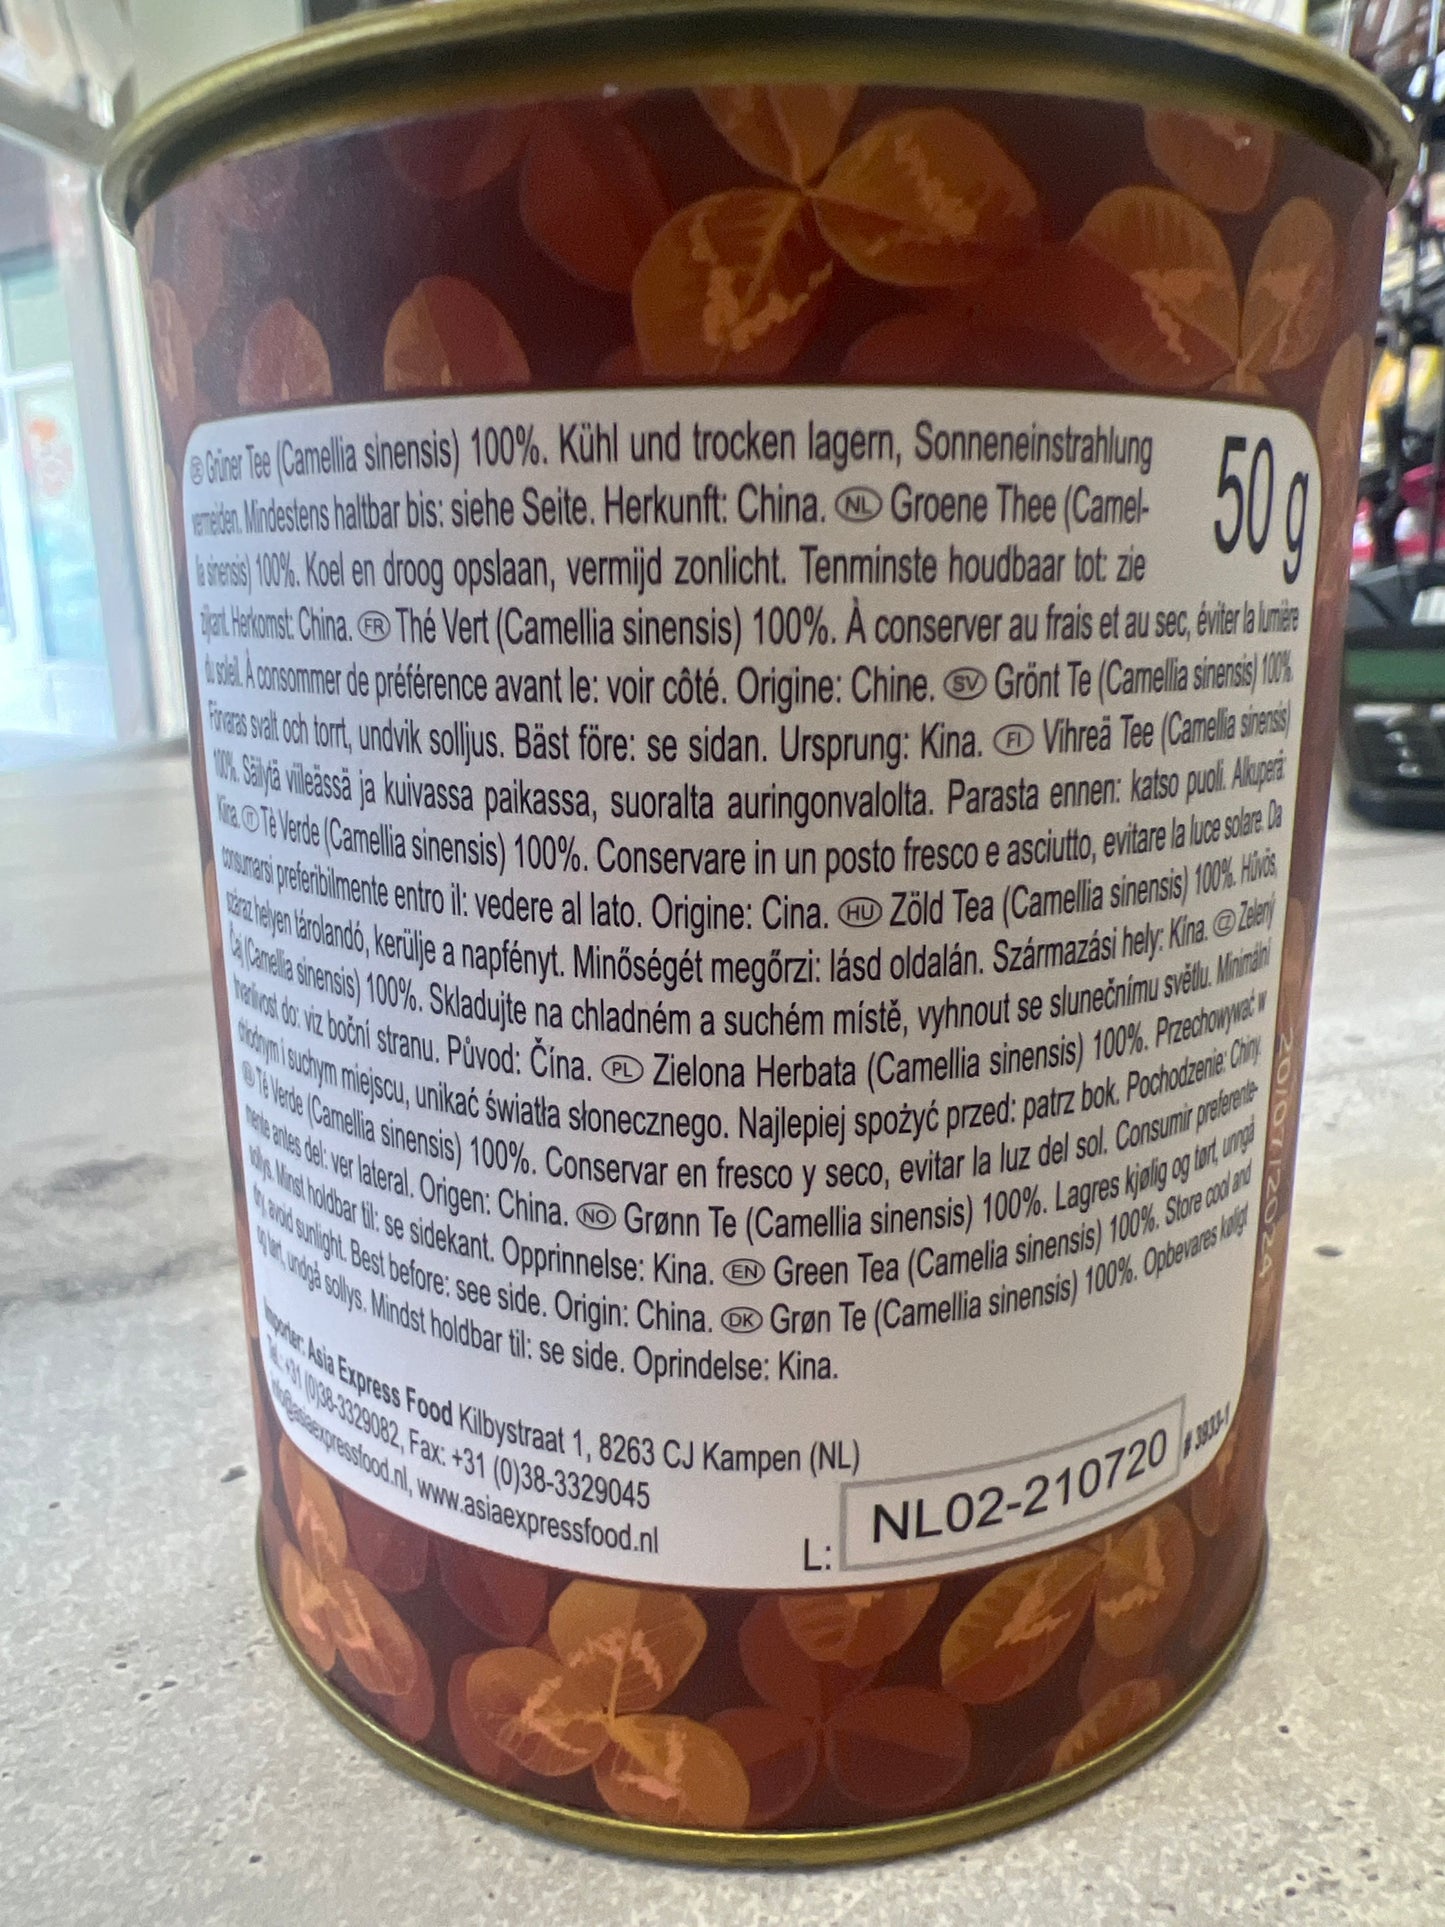 DE Grüner Tee (Camellia sinensis) 100%. Kühl und trocken lagern, Sonneneinstrahlung
vermeiden. Mindestens haltbar bis: siehe Seite. Herkunft: China. NL Groene Thee (Camel-
lia sinensis) 100%. Koel en droog opslaan, vermijd zonlicht. Tenminste houdbaar tot: zie
zijkant. Herkomst: China. FR Thé Vert (Camellia sinensis) 100%. À conserver au frais et au sec, éviter la lumière
du soleil. À consommer de préférence avant le: voir côté. Origine: Chine. SV Grönt Te (Camellia sinensis) 100%.
Förvaras svalt och torrt, undvik solljus. Bäst före: se sidan. Ursprung: Kina. FI Vihreä Tee (Camellia sinensis)
100%. Säilytä viileässä ja kuivassa paikassa, suoralta auringonvalolta. Parasta ennen: katso puoli. Alkuperä:
Kina. IT Tè Verde (Camellia sinensis) 100%. Conservare in un posto fresco e asciutto, evitare la luce solare. Da
consumarsi preferibilmente entro il: vedere al lato. Origine: Cina. HU Zöld Tea (Camellia sinensis) 100%. Hűvös,
száraz helyen tárolandó, kerülje a napfényt. Minőségét megőrzi: lásd oldalán. Származási hely: Kína. CZ Zelený
Čaj (Camellia sinensis) 100%. Skladujte na chladném a suchém místě, vyhnout se slunečnímu světlu. Minimální
trvanlivost do: viz boční stranu. Původ: Čína. PL Zielona Herbata (Camellia sinensis) 100%. Przechowywać w
chłodnym i suchym miejscu, unikać światła słonecznego. Najlepiej spożyć przed: patrz bok. Pochodzenie: Chiny.
ES Té Verde (Camellia sinensis) 100%. Conservar en fresco y seco, evitar la luz del sol. Consumir preferente-
mente antes del: ver lateral. Origen: China. NO Grønn Te (Camellia sinensis) 100%. Lagres kjølig og tørt, unngå
sollys. Minst holdbar til: se sidekant. Opprinnelse: Kina. EN Green Tea (Camelia sinensis) 100%. Store cool and
dry, avoid sunlight. Best before: see side. Origin: China. DK Grøn Te (Camellia sinensis) 100%. Opbevares køligt
og tørt, undgå sollys. Mindst holdbar til: se side. Oprindelse: Kina.
50 g
Importer: Asia Express Food Kilbystraat 1, 8263 CJ Kampen (NL)
Tel.: +31 (0)38-3329082, Fax: +31 (0)38-3329045
info@asiaexpressfood.nl, www.asiaexpressfood.nl
L: NL02-210720 # 3933-1
20/07/2024